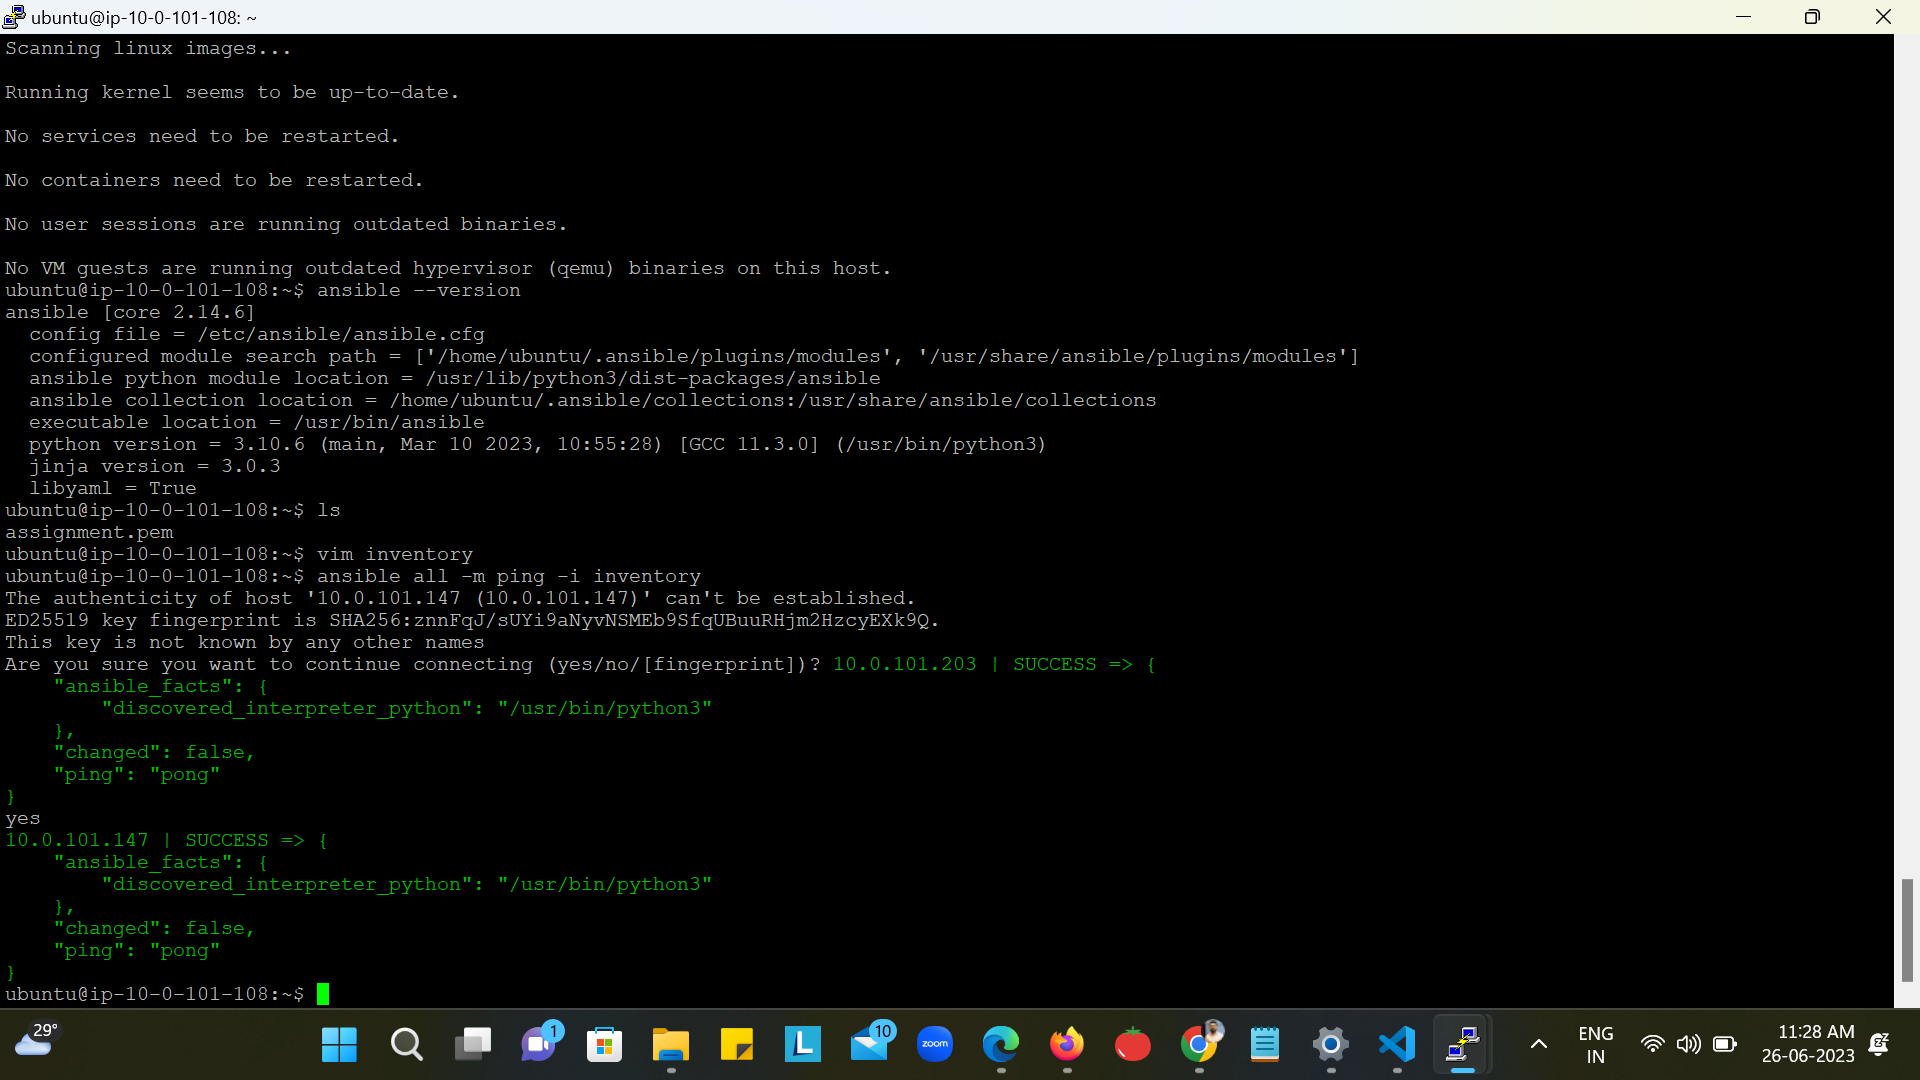 ubuntu@ip-10-0-101-108: ~
Scanning linux images...
Running kernel seems to be up-to-date.
No services need to be restarted.
No containers need to be restarted.
No user sessions are running outdated binaries.
No VM guests are running outdated hypervisor (qemu) binaries on this host.
ubuntu@ip-10-0-101-108:~$ ansible --version
ansible [core 2.14.6]
  config file = /etc/ansible/ansible.cfg
  configured module search path = ['/home/ubuntu/.ansible/plugins/modules', '/usr/share/ansible/plugins/modules']
  ansible python module location = /usr/lib/python3/dist-packages/ansible
  ansible collection location = /home/ubuntu/.ansible/collections:/usr/share/ansible/collections
  executable location = /usr/bin/ansible
  python version = 3.10.6 (main, Mar 10 2023, 10:55:28) [GCC 11.3.0] (/usr/bin/python3)
  jinja version = 3.0.3
  libyaml = True
ubuntu@ip-10-0-101-108:~$ ls
assignment.pem
ubuntu@ip-10-0-101-108:~$ vim inventory
ubuntu@ip-10-0-101-108:~$ ansible all -m ping -i inventory
The authenticity of host '10.0.101.147 (10.0.101.147)' can't be established.
ED25519 key fingerprint is SHA256:znnFqJ/sUYi9aNyvNSMEb9SfqUBuuRHjm2HzcyEXk9Q.
This key is not known by any other names
Are you sure you want to continue connecting (yes/no/[fingerprint])? 10.0.101.203 | SUCCESS => {
    "ansible_facts": {
        "discovered_interpreter_python": "/usr/bin/python3"
    },
    "changed": false,
    "ping": "pong"
}
yes
10.0.101.147 | SUCCESS => {
    "ansible_facts": {
        "discovered_interpreter_python": "/usr/bin/python3"
    },
    "changed": false,
    "ping": "pong"
}
ubuntu@ip-10-0-101-108:~$
29°
1
L
10
zoom
ENG
IN
11:28 AM
26-06-2023